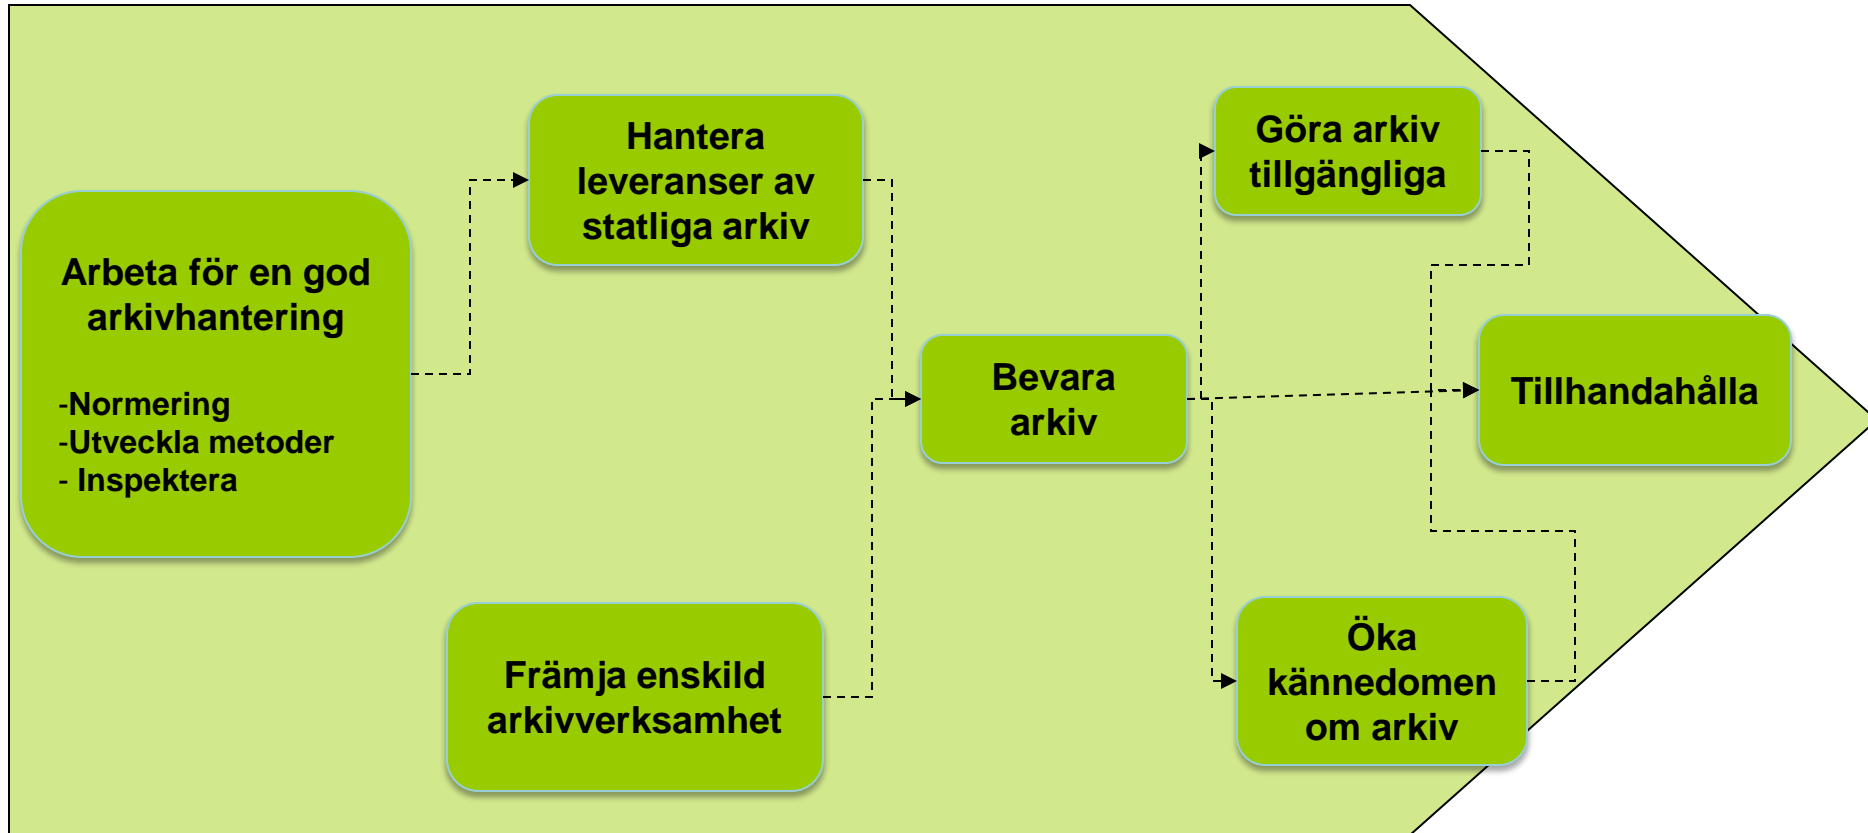 Arbeta för en god
arkivhantering
-Normering
-Utveckla metoder
- Inspektera
Hantera
leveranser av
statliga arkiv
Främja enskild
arkivverksamhet
Bevara
arkiv
Göra arkiv
tillgängliga
Tillhandahålla
Öka
kännedomen
om arkiv